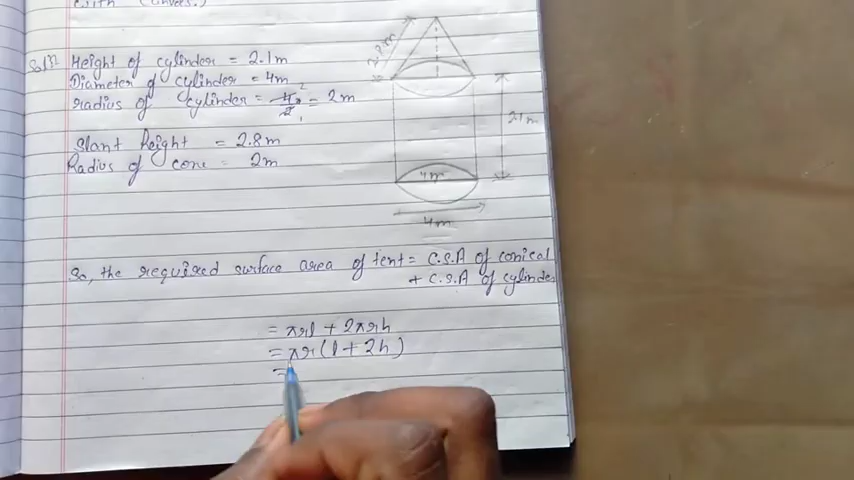 Height of cylinder = 2.1m
Diameter of cylinder = 4m
radius of cylinder = 4/2 = 2m
Slant height = 2.8m
Radius of cone = 2m
2.8m
2.1m
4m
4m
So, the required surface area of tent = C.S.A of conical
+ C.S.A of cylinder
= πrl + 2πrh
= πr(l + 2h)
=